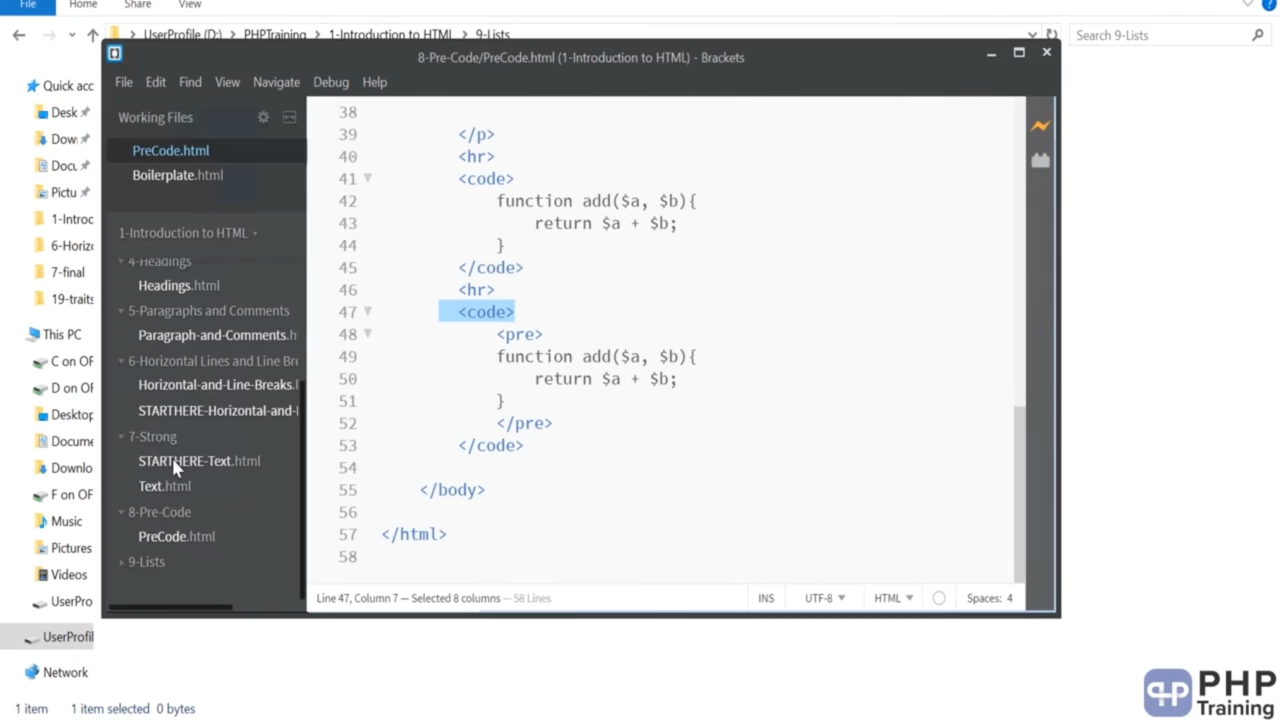 File Home Share View
UserProfile (D:) PHPTraining 1-Introduction to HTML 9-Lists
Search 9-Lists
Quick acc
Desk
Dow
Docu
Pictu
1-Introc
6-Horizo
7-final
19-traits
This PC
C on OF
D on OF
Desktop
Docume
Downlo
F on OF
Music
Pictures
Videos
UserPro
UserProfil
Network
1 item 1 item selected 0 bytes
8-Pre-Code/PreCode.html (1-Introduction to HTML) - Brackets
File Edit Find View Navigate Debug Help
Working Files
PreCode.html
Boilerplate.html
1-Introduction to HTML
4-Headings
Headings.html
5-Paragraphs and Comments
Paragraph-and-Comments.h
6-Horizontal Lines and Line Bre
Horizontal-and-Line-Breaks.
STARTHERE-Horizontal-and-
7-Strong
STARTHERE-Text.html
Text.html
8-Pre-Code
PreCode.html
9-Lists
38
39 </p>
40 <hr>
41 <code>
42 function add($a, $b){
43 return $a + $b;
44 }
45 </code>
46 <hr>
47 <code>
48 <pre>
49 function add($a, $b){
50 return $a + $b;
51 }
52 </pre>
53 </code>
54
55 </body>
56
57 </html>
58
Line 47, Column 7 — Selected 8 columns — 58 Lines INS UTF-8 HTML Spaces: 4
PHP
Training